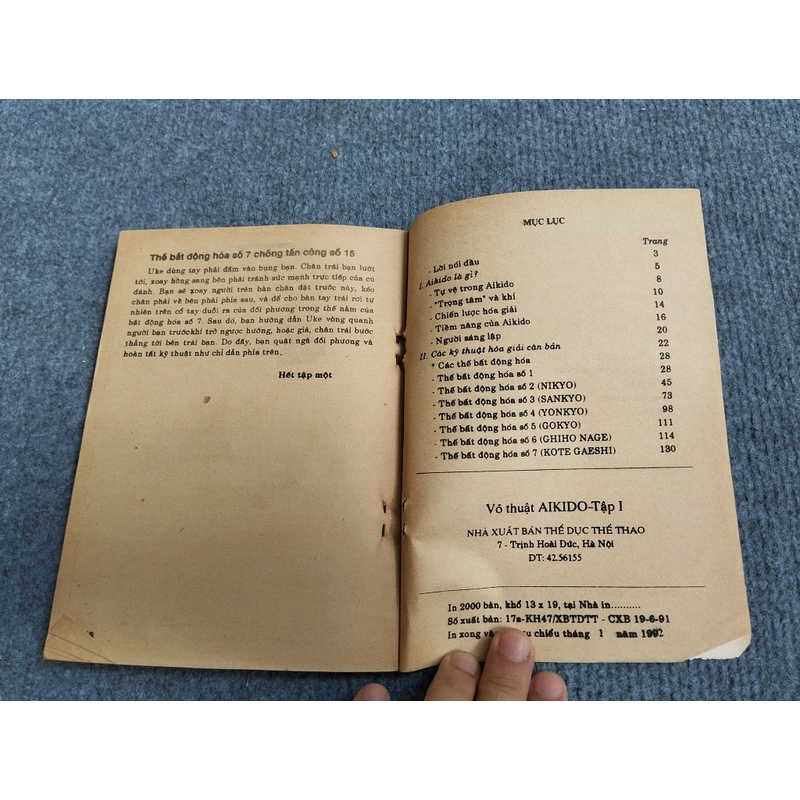 Thế bất động hóa số 7 chống tấn công số 15
Uke dùng tay phải đấm vào bụng bạn. Chân trái bạn lướt
tới, xoay hông sang bên phải tránh sức mạnh trực tiếp của cú
đánh. Bạn sẽ xoay người trên bàn chân đặt trước này, kéo
chân phải về bên phải phía sau, và để cho bàn tay trái rơi tự
nhiên trên cổ tay duỗi ra của đối phương trong thế nằm của
bất động hóa số 7. Sau đó, bạn hướng dẫn Uke vòng quanh
người bạn trướckhi trở ngược hướng, hoặc giả, chân trái bước
thẳng tới bên trái bạn. Do đấy, bạn quật ngã đối phương và
hoàn tất kỹ thuật như chỉ dẫn phía trên.
Hết tập một
MỤC LỤC
Trang
- Lời nói đầu 3
I. Aikido là gì? 5
- Tự vệ trong Aikido 8
- "Trọng tâm" và khí 10
- Chiến lược hóa giải 14
- Tiềm năng của Aikido 16
- Người sáng lập 20
II. Các kỹ thuật hóa giải căn bản 22
* Các thế bất động hóa 28
- Thế bất động hóa số 1 28
- Thế bất động hóa số 2 (NIKYO) 45
- Thế bất động hóa số 3 (SANKYO) 73
- Thế bất động hóa số 4 (YONKYO) 98
- Thế bất động hóa số 5 (GOKYO) 111
- Thế bất động hóa số 6 (GHIHO NAGE) 114
- Thế bất động hóa số 7 (KOTE GAESHI) 130
Võ thuật AIKIDO-Tập I
NHÀ XUẤT BẢN THỂ DỤC THỂ THAO
7 - Trịnh Hoài Đức, Hà Nội
ĐT: 42.56155
In 2000 bản, khổ 13 x 19, tại Nhà in..........
Số xuất bản: 17a-KH47/XBTDTT - CXB 19-6-91
In xong và chiểu tháng 1 năm 1992